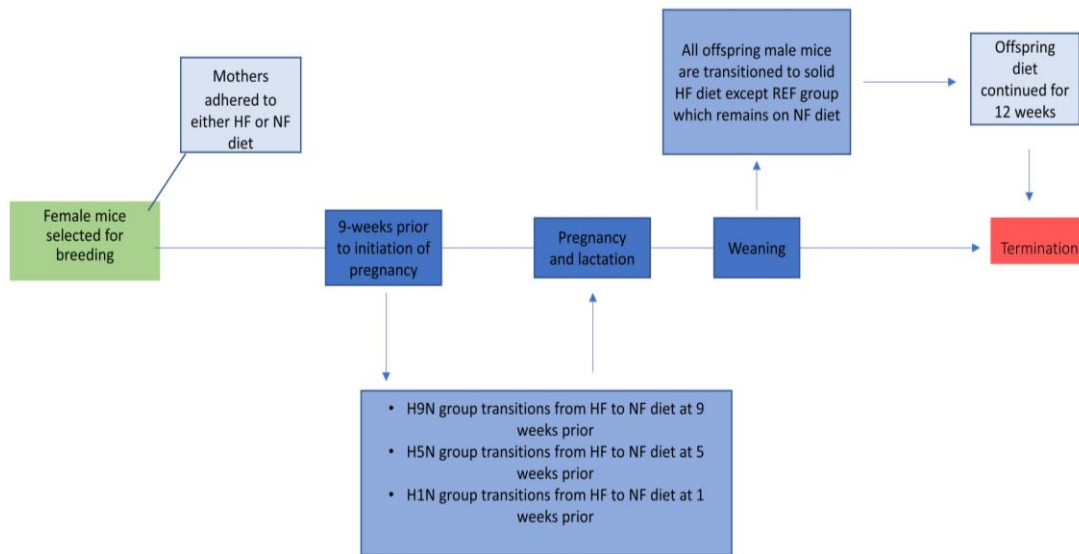 Mothers
adhered to
either HF or NF
diet
All offspring male mice
are transitioned to solid
HF diet except REF group
which remains on NF diet
Offspring
diet
continued for
12 weeks
Female mice
selected for
breeding
9-weeks prior
to initiation of
pregnancy
Pregnancy
and lactation
Weaning
Termination
• H9N group transitions from HF to NF diet at 9
weeks prior
• H5N group transitions from HF to NF diet at 5
weeks prior
• H1N group transitions from HF to NF diet at 1
weeks prior